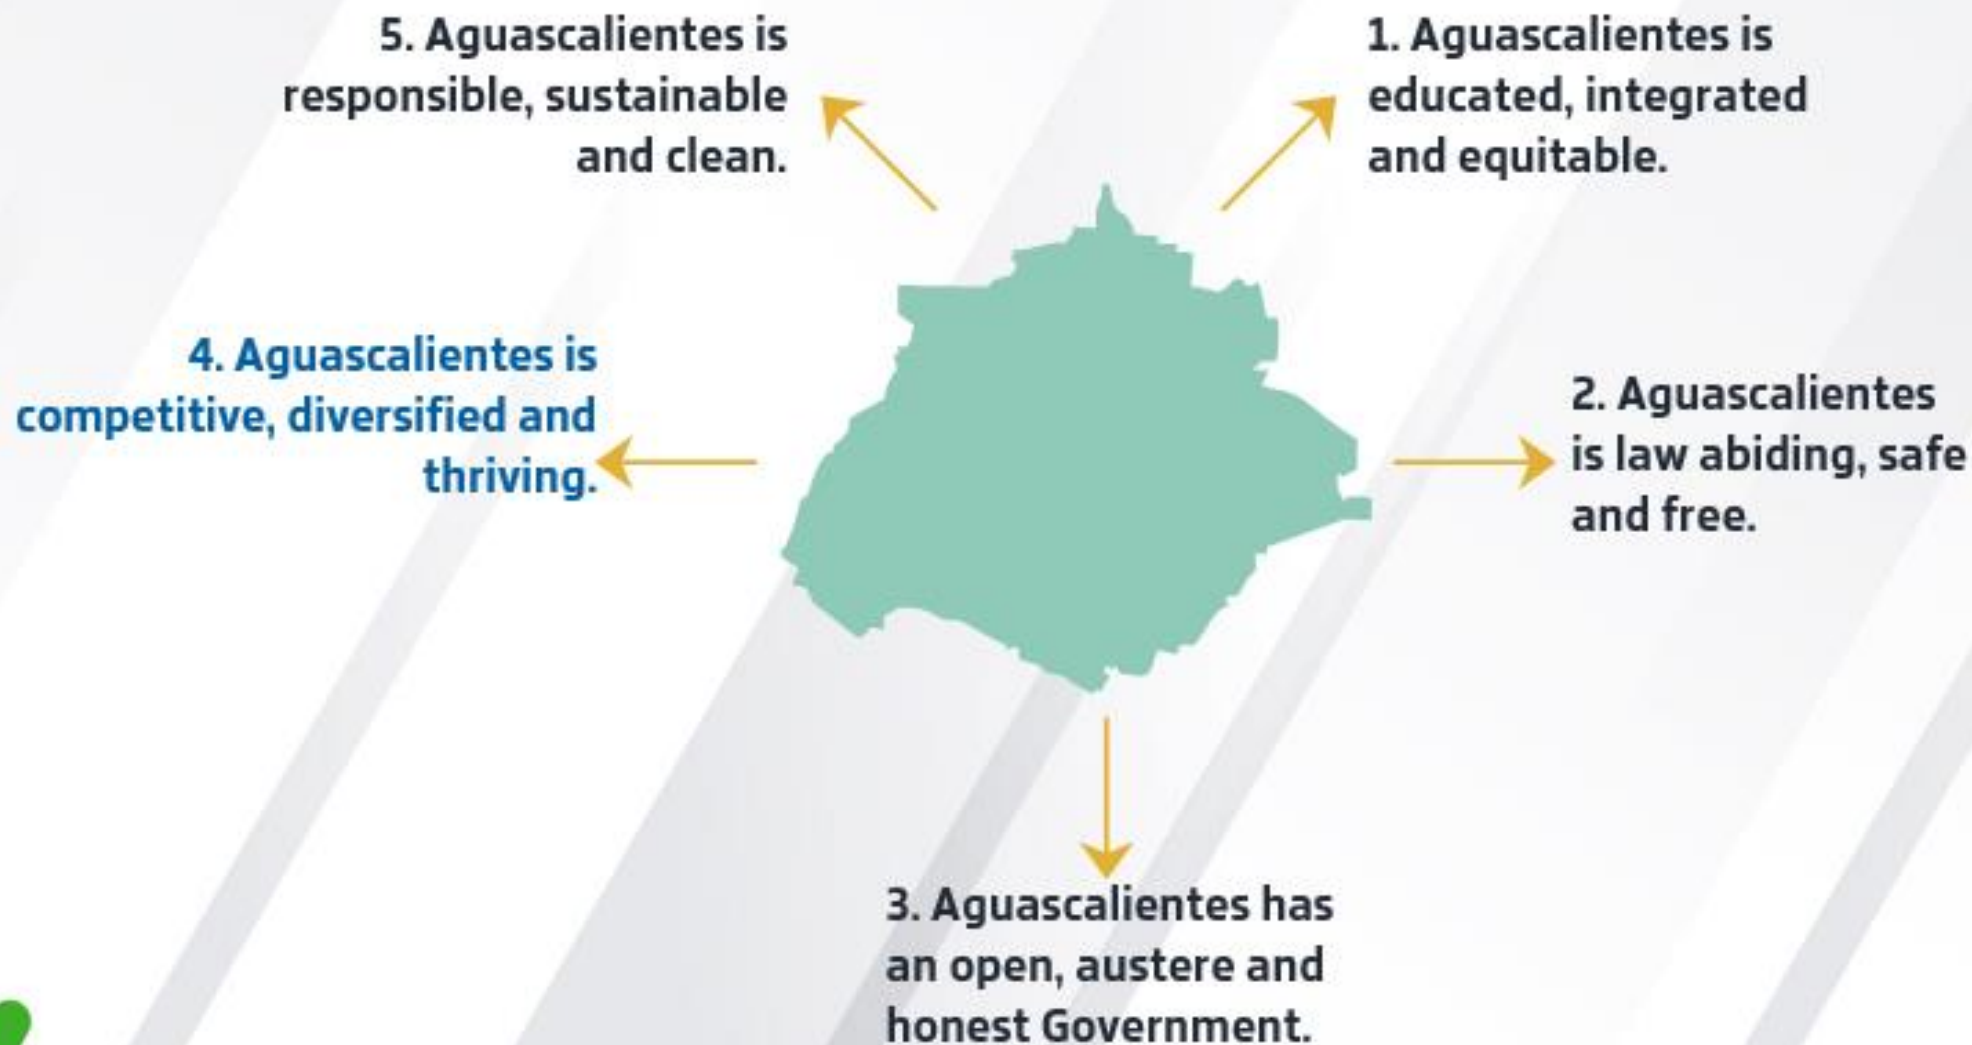 5. Aguascalientes is
responsible, sustainable
and clean.
1. Aguascalientes is
educated, integrated
and equitable.
4. Aguascalientes is
competitive, diversified and
thriving.
2. Aguascalientes
is law abiding, safe
and free.
3. Aguascalientes has
an open, austere and
honest Government.